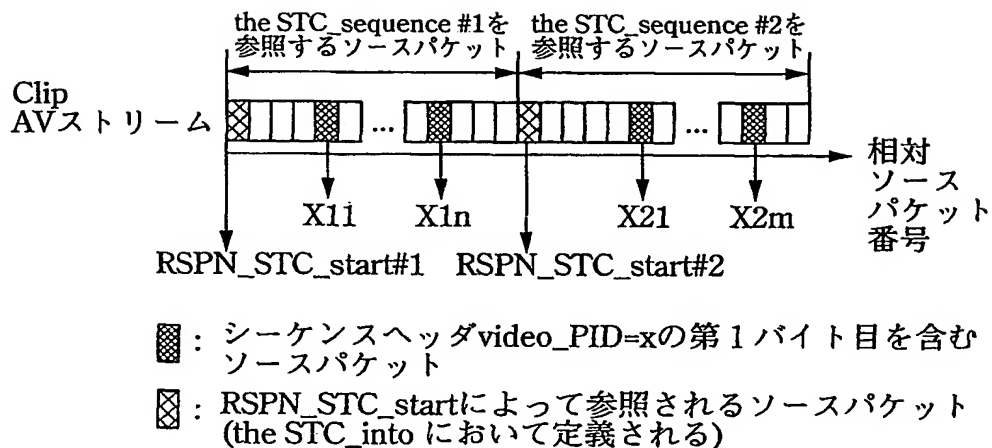 the STC_sequence #1を
参照するソースパケット
the STC_sequence #2を
参照するソースパケット
Clip
AVストリーム
...
...
相対
ソース
パケット
番号
X11
X1n
X21
X2m
RSPN_STC_start#1
RSPN_STC_start#2
: シーケンスヘッダvideo_PID=xの第1バイト目を含む
ソースパケット
: RSPN_STC_startによって参照されるソースパケット
(the STC_into において定義される)